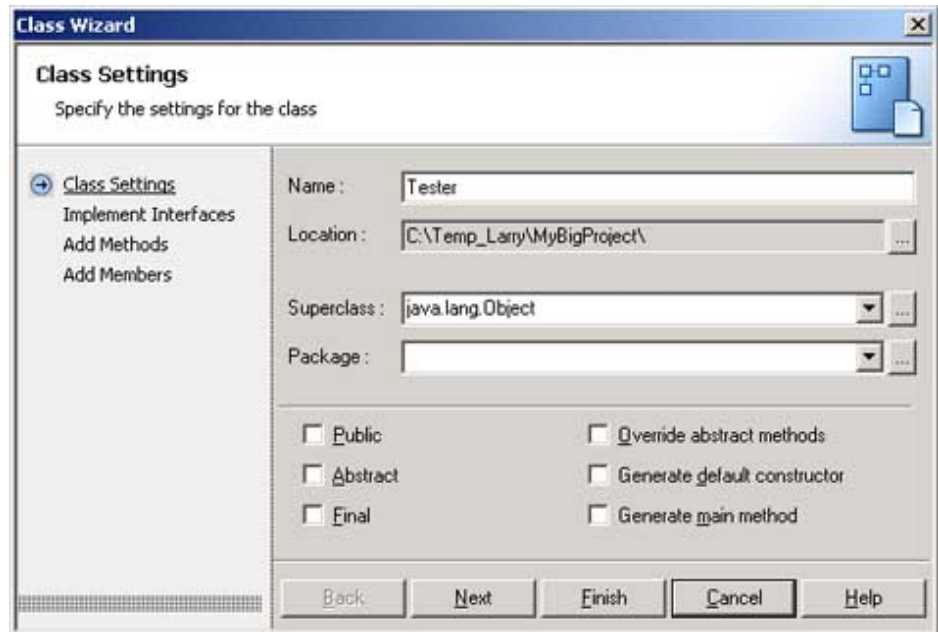 Class Wizard
Class Settings
Specify the settings for the class
Class Settings
Implement Interfaces
Add Methods
Add Members
Name :
Tester
Location :
C:\Temp_Larry\MyBigProject\
...
Superclass :
java.lang.Object
...
Package :
...
Public
Override abstract methods
Abstract
Generate default constructor
Final
Generate main method
Back
Next
Finish
Cancel
Help